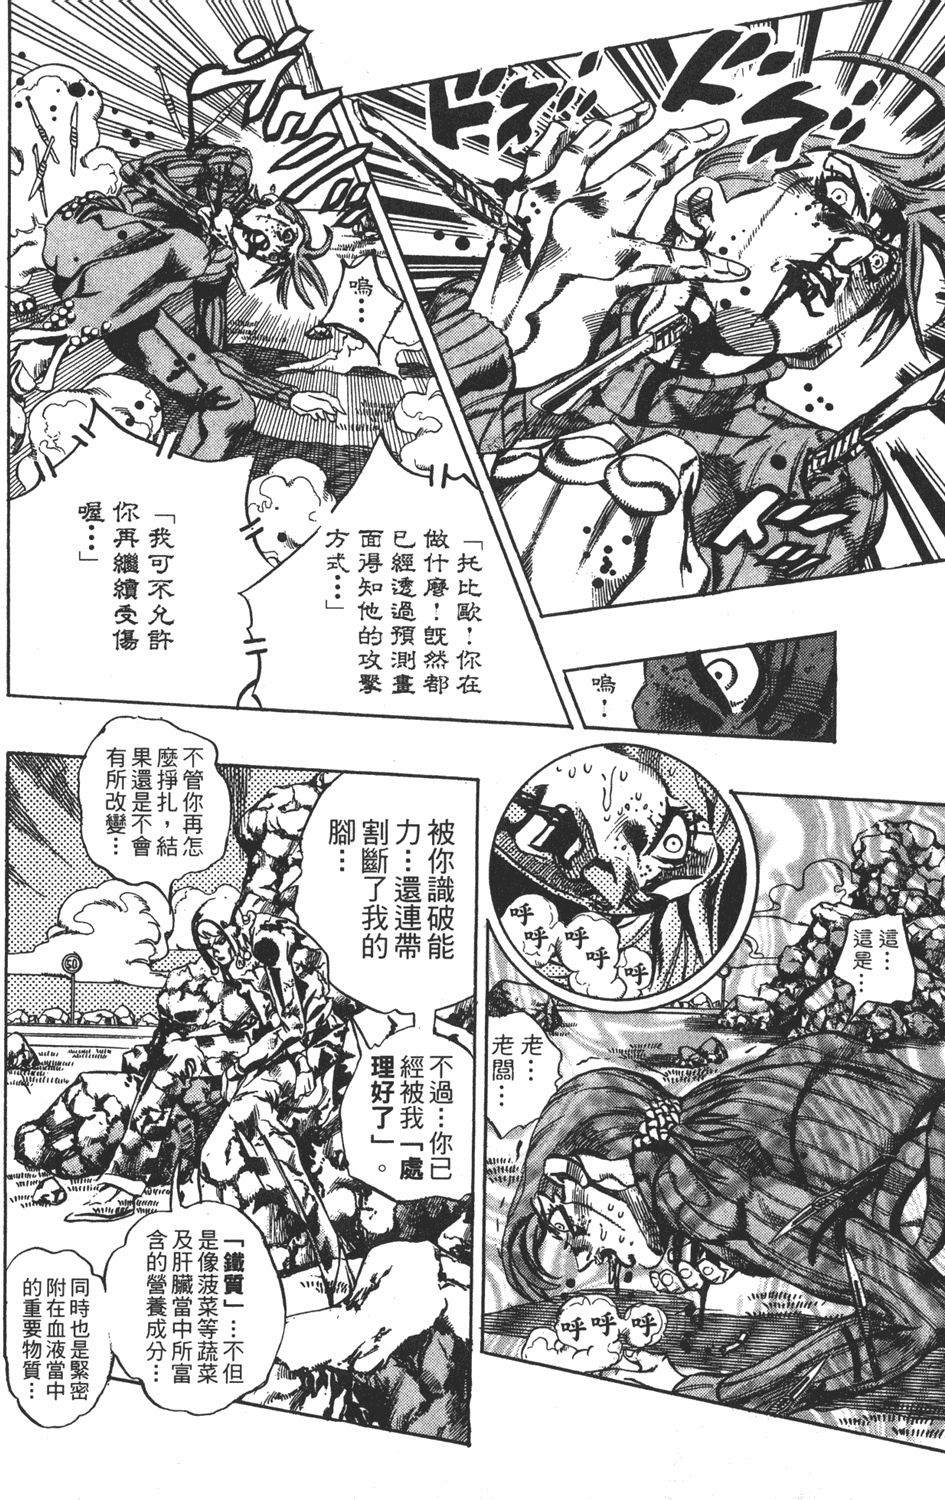 ドドドド
ズズズ
ドズッ
嗚…
「托比歐！你在
做什麼！既然都
已經透過預測畫
面得知他的攻擊
方式…」
「我可不允許
你再繼續受傷
喔…」
嗚！
呼
呼
呼
呼
這…
這是…
老…
老闆…
呼
呼
呼
被你識破能
力…還連帶
割斷了我的
腳…
不過…你已
經被我「處
理好了」。
不管你再怎
麼掙扎，結
果還是不會
有所改變…
50
「鐵質」…不但
是像菠菜等蔬菜
及肝臟當中所富
含的營養成分…
同時也是緊密
附在血液當中
的重要物質…